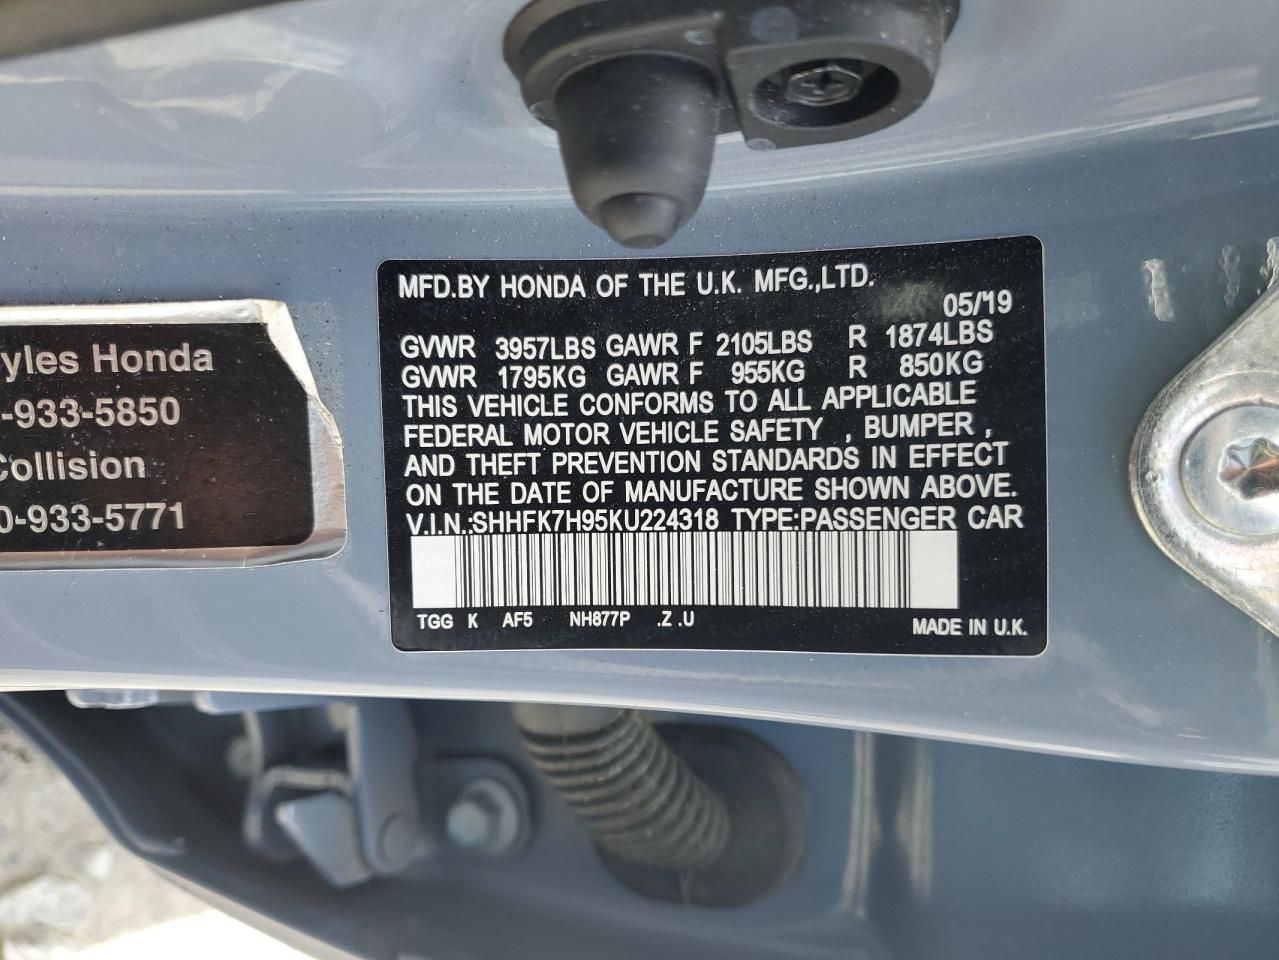 MFD.BY HONDA OF THE U.K. MFG.,LTD.
05/19
GVWR 3957LBS GAWR F 2105LBS R 1874LBS
GVWR 1795KG GAWR F 955KG R 850KG
THIS VEHICLE CONFORMS TO ALL APPLICABLE
FEDERAL MOTOR VEHICLE SAFETY , BUMPER ,
AND THEFT PREVENTION STANDARDS IN EFFECT
ON THE DATE OF MANUFACTURE SHOWN ABOVE.
V.I.N.:SHHFK7H95KU224318 TYPE:PASSENGER CAR
TGG K AF5 NH877P .Z .U
MADE IN U.K.
yles Honda
-933-5850
Collision
0-933-5771